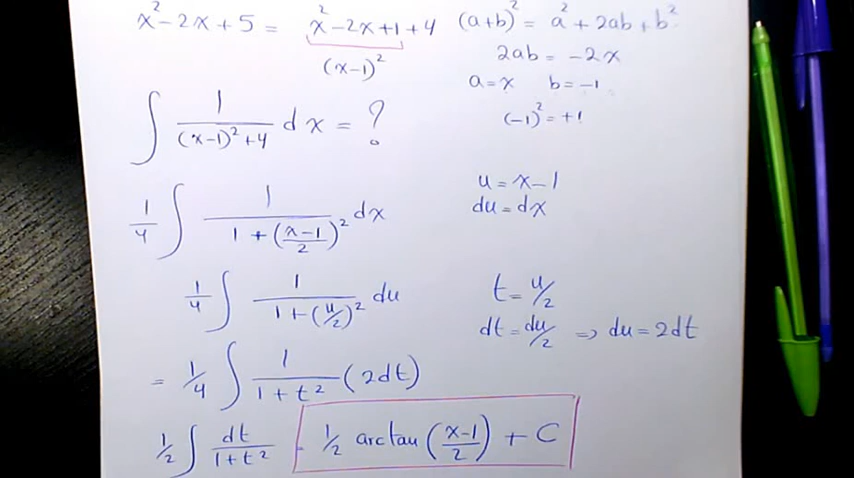 x² - 2x + 5 = x² - 2x + 1 + 4 (a+b)² = a² + 2ab + b²
2ab = -2x
(x-1)²
a = x b = -1
(-1)² = +1
∫ 1/((x-1)² + 4) dx = ?
u = x - 1
1/4 ∫ 1/(1 + ((x-1)/2)²) dx
du = dx
1/4 ∫ 1/(1 + (u/2)²) du
t = u/2
dt = du/2 ⇒ du = 2dt
= 1/4 ∫ 1/(1 + t²) (2dt)
1/2 ∫ dt/(1 + t²) - 1/2 arctan((x-1)/2) + C